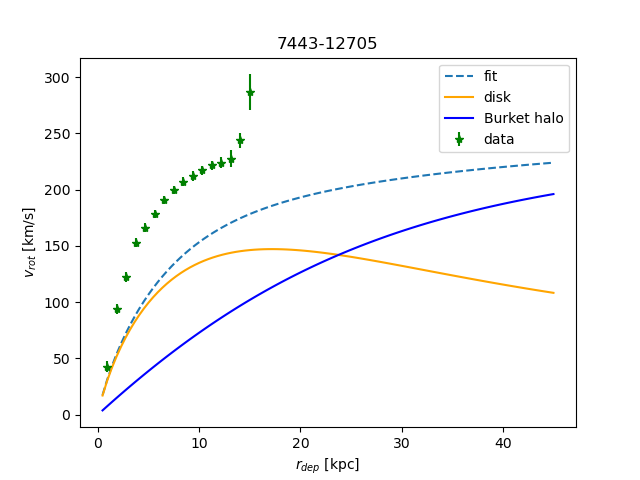 7443-12705
300
250
200
150
100
50
0
v_rot [km/s]
fit
disk
Burket halo
data
0 10 20 30 40
r_dep [kpc]